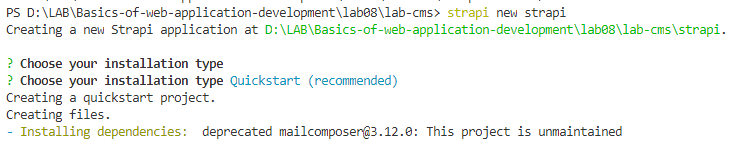 PS D:\LAB\Basics-of-web-application-development\lab08\lab-cms> strapi new strapi
Creating a new Strapi application at D:\LAB\Basics-of-web-application-development\lab08\lab-cms\strapi.
? Choose your installation type
? Choose your installation type Quickstart (recommended)
Creating a quickstart project.
Creating files.
- Installing dependencies:  deprecated mailcomposer@3.12.0: This project is unmaintained